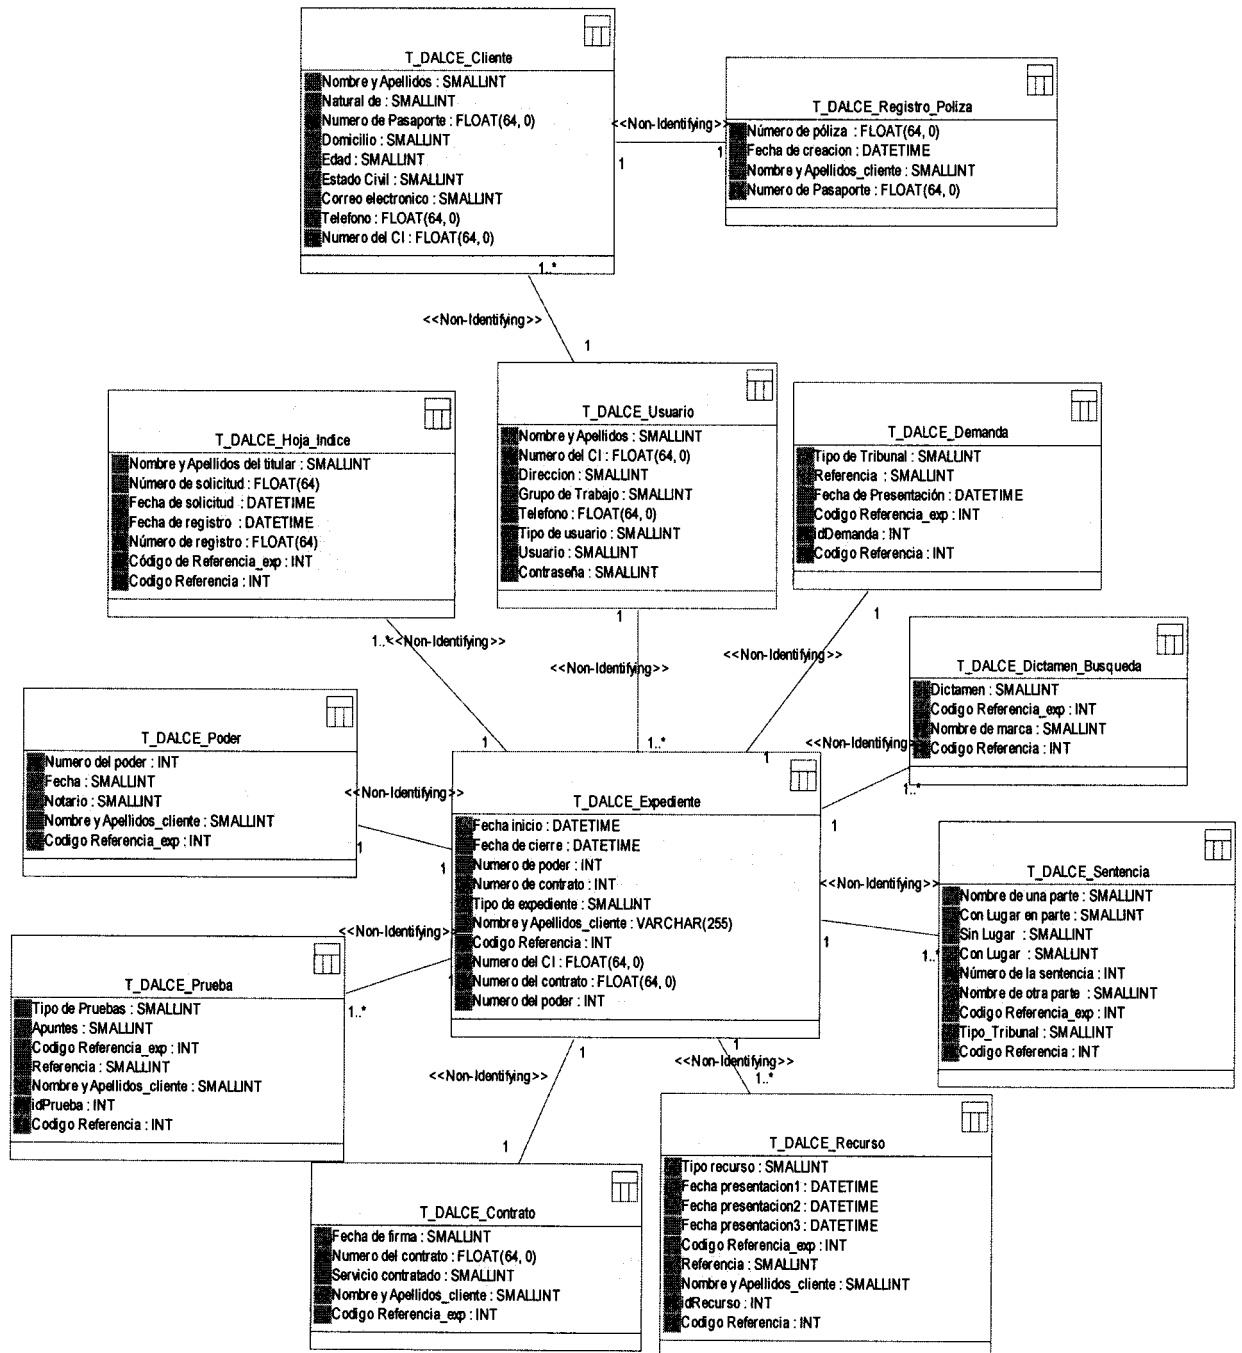 T_DALCE_Cliente
Nombre y Apellidos : SMALLINT
Natural de : SMALLINT
Numero de Pasaporte : FLOAT(64, 0)
Domicilio : SMALLINT
Edad : SMALLINT
Estado Civil : SMALLINT
Correo electronico : SMALLINT
Telefono : FLOAT(64, 0)
Numero del CI : FLOAT(64, 0)
1..*
<<Non-Identifying>>
1
1
T_DALCE_Registro_Poliza
Número de póliza : FLOAT(64, 0)
Fecha de creacion : DATETIME
Nombre y Apellidos_cliente : SMALLINT
Numero de Pasaporte : FLOAT(64, 0)
<<Non-Identifying>>
1
T_DALCE_Hoja_Indice
Nombre y Apellidos del titular : SMALLINT
Número de solicitud : FLOAT(64)
Fecha de solicitud : DATETIME
Fecha de registro : DATETIME
Número de registro : FLOAT(64)
Código de Referencia_exp : INT
Codigo Referencia : INT
T_DALCE_Usuario
Nombre y Apellidos : SMALLINT
Numero del CI : FLOAT(64, 0)
Direccion : SMALLINT
Grupo de Trabajo : SMALLINT
Telefono : FLOAT(64, 0)
Tipo de usuario : SMALLINT
Usuario : SMALLINT
Contraseña : SMALLINT
T_DALCE_Demanda
Tipo de Tribunal : SMALLINT
Referencia : SMALLINT
Fecha de Presentación : DATETIME
Codigo Referencia_exp : INT
idDemanda : INT
Codigo Referencia : INT
1..*
<<Non-Identifying>>
1
1
<<Non-Identifying>>
1..*
1
<<Non-Identifying>>
1
T_DALCE_Dictamen_Busqueda
Dictamen : SMALLINT
Codigo Referencia_exp : INT
Nombre de marca : SMALLINT
Codigo Referencia : INT
<<Non-Identifying>>
1..*
1
T_DALCE_Poder
Numero del poder : INT
Fecha : SMALLINT
Notario : SMALLINT
Nombre y Apellidos_cliente : SMALLINT
Codigo Referencia_exp : INT
<<Non-Identifying>>
1
1
T_DALCE_Expediente
Fecha inicio : DATETIME
Fecha de cierre : DATETIME
Numero de poder : INT
Numero de contrato : INT
Tipo de expediente : SMALLINT
Nombre y Apellidos_cliente : VARCHAR(255)
Codigo Referencia : INT
Numero del CI : FLOAT(64, 0)
Numero del contrato : FLOAT(64, 0)
Numero del poder : INT
<<Non-Identifying>>
1
1..*
T_DALCE_Sentencia
Nombre de una parte : SMALLINT
Con Lugar en parte : SMALLINT
Sin Lugar : SMALLINT
Con Lugar : SMALLINT
Número de la sentencia : INT
Nombre de otra parte : SMALLINT
Codigo Referencia_exp : INT
Tipo_Tribunal : SMALLINT
Codigo Referencia : INT
<<Non-Identifying>>
1
1..*
T_DALCE_Prueba
Tipo de Pruebas : SMALLINT
Apuntes : SMALLINT
Codigo Referencia_exp : INT
Referencia : SMALLINT
Nombre y Apellidos_cliente : SMALLINT
idPrueba : INT
Codigo Referencia : INT
1
<<Non-Identifying>>
1
1
<<Non-Identifying>>
1..*
T_DALCE_Contrato
Fecha de firma : SMALLINT
Numero del contrato : FLOAT(64, 0)
Servicio contratado : SMALLINT
Nombre y Apellidos_cliente : SMALLINT
Codigo Referencia_exp : INT
T_DALCE_Recurso
Tipo recurso : SMALLINT
Fecha presentacion1 : DATETIME
Fecha presentacion2 : DATETIME
Fecha presentacion3 : DATETIME
Codigo Referencia_exp : INT
Referencia : SMALLINT
Nombre y Apellidos_cliente : SMALLINT
idRecurso : INT
Codigo Referencia : INT